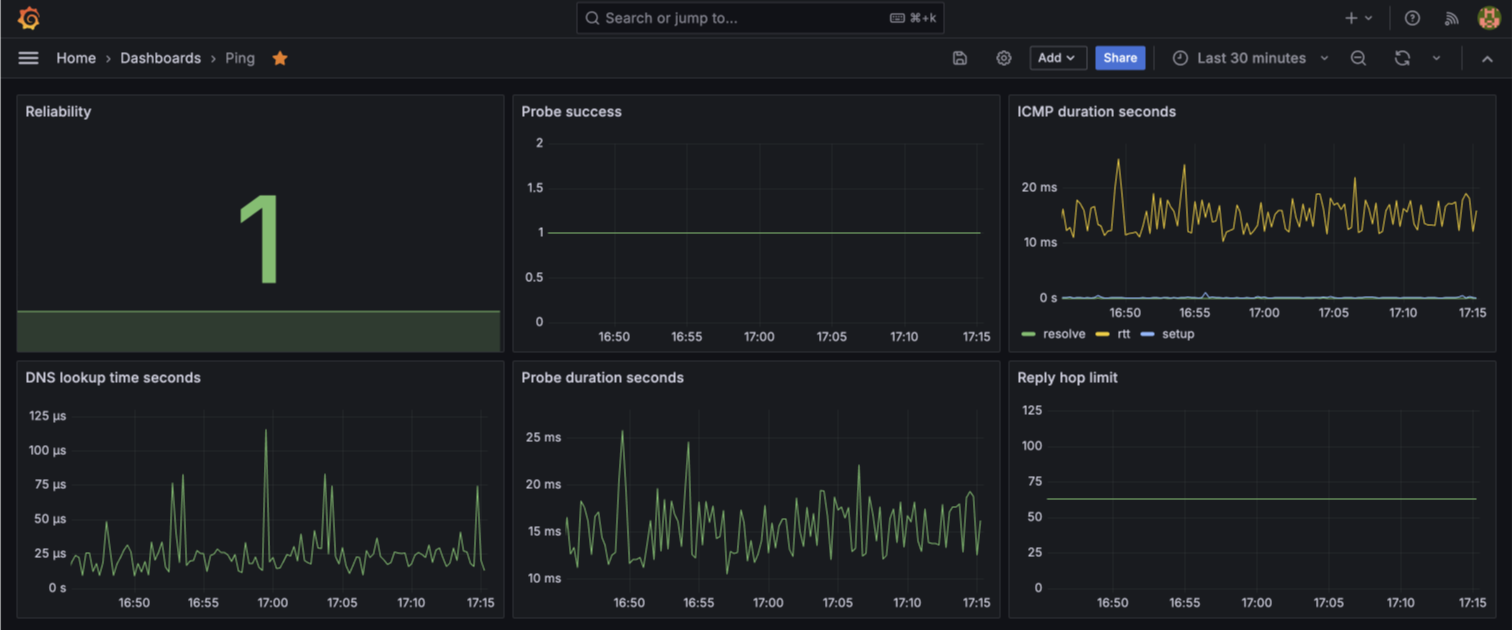 Search or jump to... ⌘+k
Home › Dashboards › Ping
Add
Share
Last 30 minutes
Reliability
1
Probe success
2
1.5
1
0.5
0
16:50 16:55 17:00 17:05 17:10 17:15
ICMP duration seconds
20 ms
10 ms
0 s
16:50 16:55 17:00 17:05 17:10 17:15
resolve rtt setup
DNS lookup time seconds
125 µs
100 µs
75 µs
50 µs
25 µs
0 s
16:50 16:55 17:00 17:05 17:10 17:15
Probe duration seconds
25 ms
20 ms
15 ms
10 ms
16:50 16:55 17:00 17:05 17:10 17:15
Reply hop limit
125
100
75
50
25
0
16:50 16:55 17:00 17:05 17:10 17:15